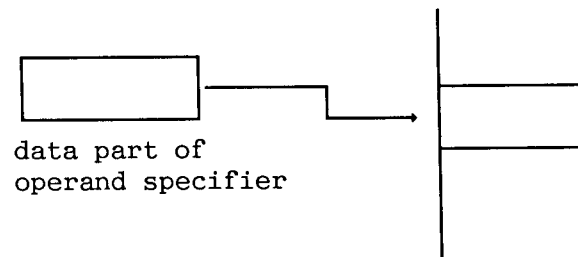 data part of
operand specifier